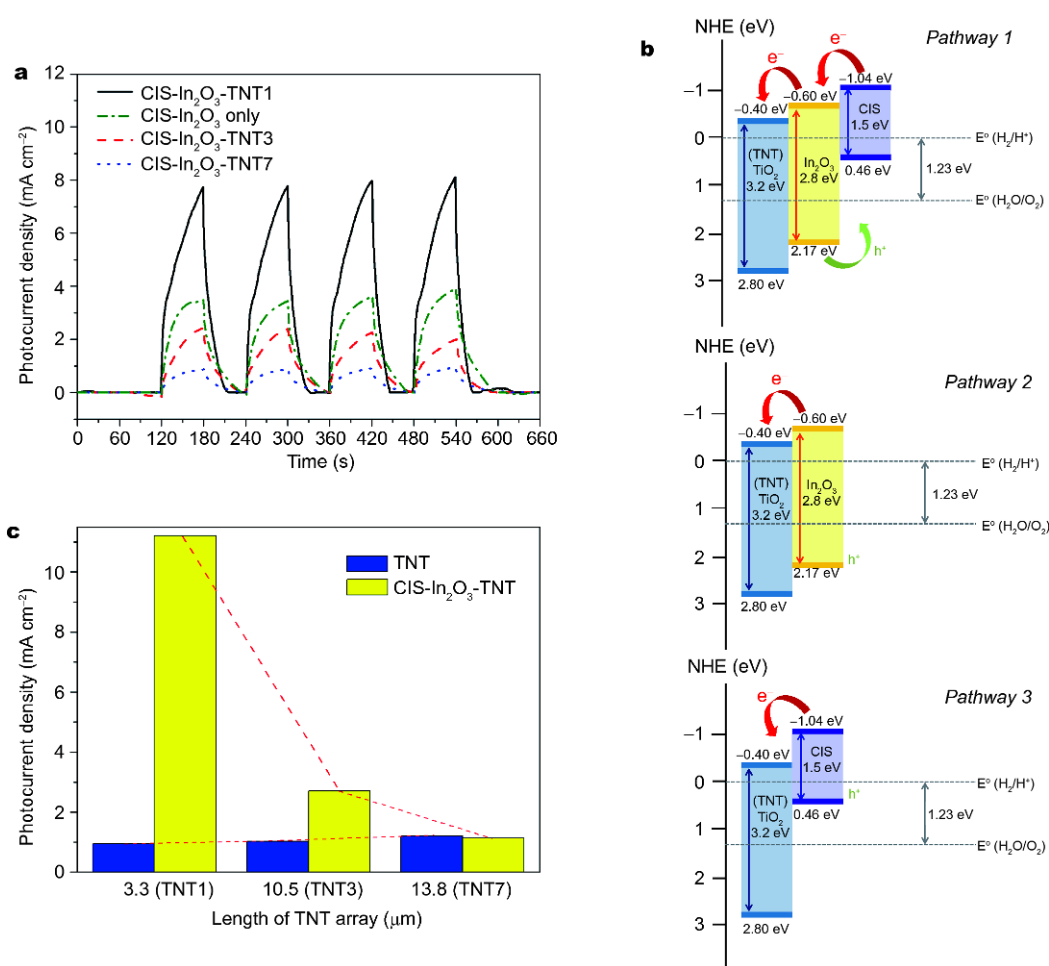 a
12
10
8
6
4
2
0
Photocurrent density (mA cm⁻²)
CIS-In₂O₃-TNT1
CIS-In₂O₃ only
CIS-In₂O₃-TNT3
CIS-In₂O₃-TNT7
0 60 120 180 240 300 360 420 480 540 600 660
Time (s)
b
NHE (eV)
Pathway 1
e⁻
e⁻
−1.04 eV
−0.60 eV
−0.40 eV
−1
0
1
2
3
CIS
1.5 eV
(TNT)
TiO₂
3.2 eV
In₂O₃
2.8 eV
0.46 eV
E⁰ (H₂/H⁺)
1.23 eV
E⁰ (H₂O/O₂)
2.17 eV
h⁺
2.80 eV
NHE (eV)
Pathway 2
e⁻
−0.60 eV
−0.40 eV
−1
0
1
2
3
(TNT)
TiO₂
3.2 eV
In₂O₃
2.8 eV
E⁰ (H₂/H⁺)
1.23 eV
E⁰ (H₂O/O₂)
h⁺
2.17 eV
2.80 eV
NHE (eV)
Pathway 3
e⁻
−1.04 eV
−0.40 eV
−1
0
1
2
3
CIS
1.5 eV
(TNT)
TiO₂
3.2 eV
h⁺
0.46 eV
E⁰ (H₂/H⁺)
1.23 eV
E⁰ (H₂O/O₂)
2.80 eV
c
10
8
6
4
2
0
Photocurrent density (mA cm⁻²)
TNT
CIS-In₂O₃-TNT
3.3 (TNT1) 10.5 (TNT3) 13.8 (TNT7)
Length of TNT array (μm)